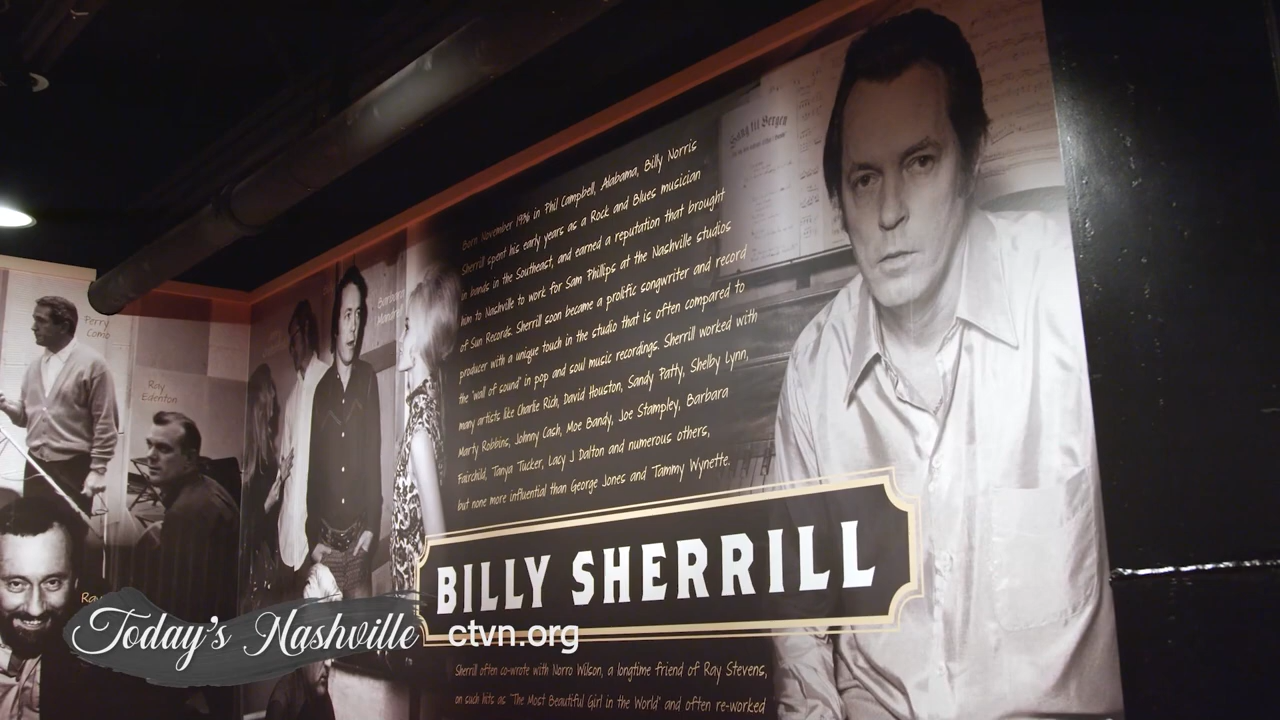 Sang Til Bergen
Born November 1936 in Phil Campbell, Alabama, Billy Norris
Sherrill spent his early years as a Rock and Blues musician
in bands in the Southeast, and earned a reputation that brought
him to Nashville to work for Sam Phillips at the Nashville studios
of Sun Records. Sherrill soon became a prolific songwriter and record
producer with a unique touch in the studio that is often compared to
the "wall of sound" in pop and soul music recordings. Sherrill worked with
many artists like Charlie Rich, David Houston, Sandy Patty, Shelby Lynn,
Marty Robbins, Johnny Cash, Moe Bandy, Joe Stampley, Barbara
Fairchild, Tanya Tucker, Lacy J Dalton and numerous others,
but none more influential than George Jones and Tammy Wynette.
Barbara
Mandrell
Perry
Como
Ray
Edenton
Ray
BILLY SHERRILL
Today's Nashville
ctvn.org
Sherrill often co-wrote with Norro Wilson, a longtime friend of Ray Stevens,
on such hits as "The Most Beautiful Girl in the World" and often re-worked